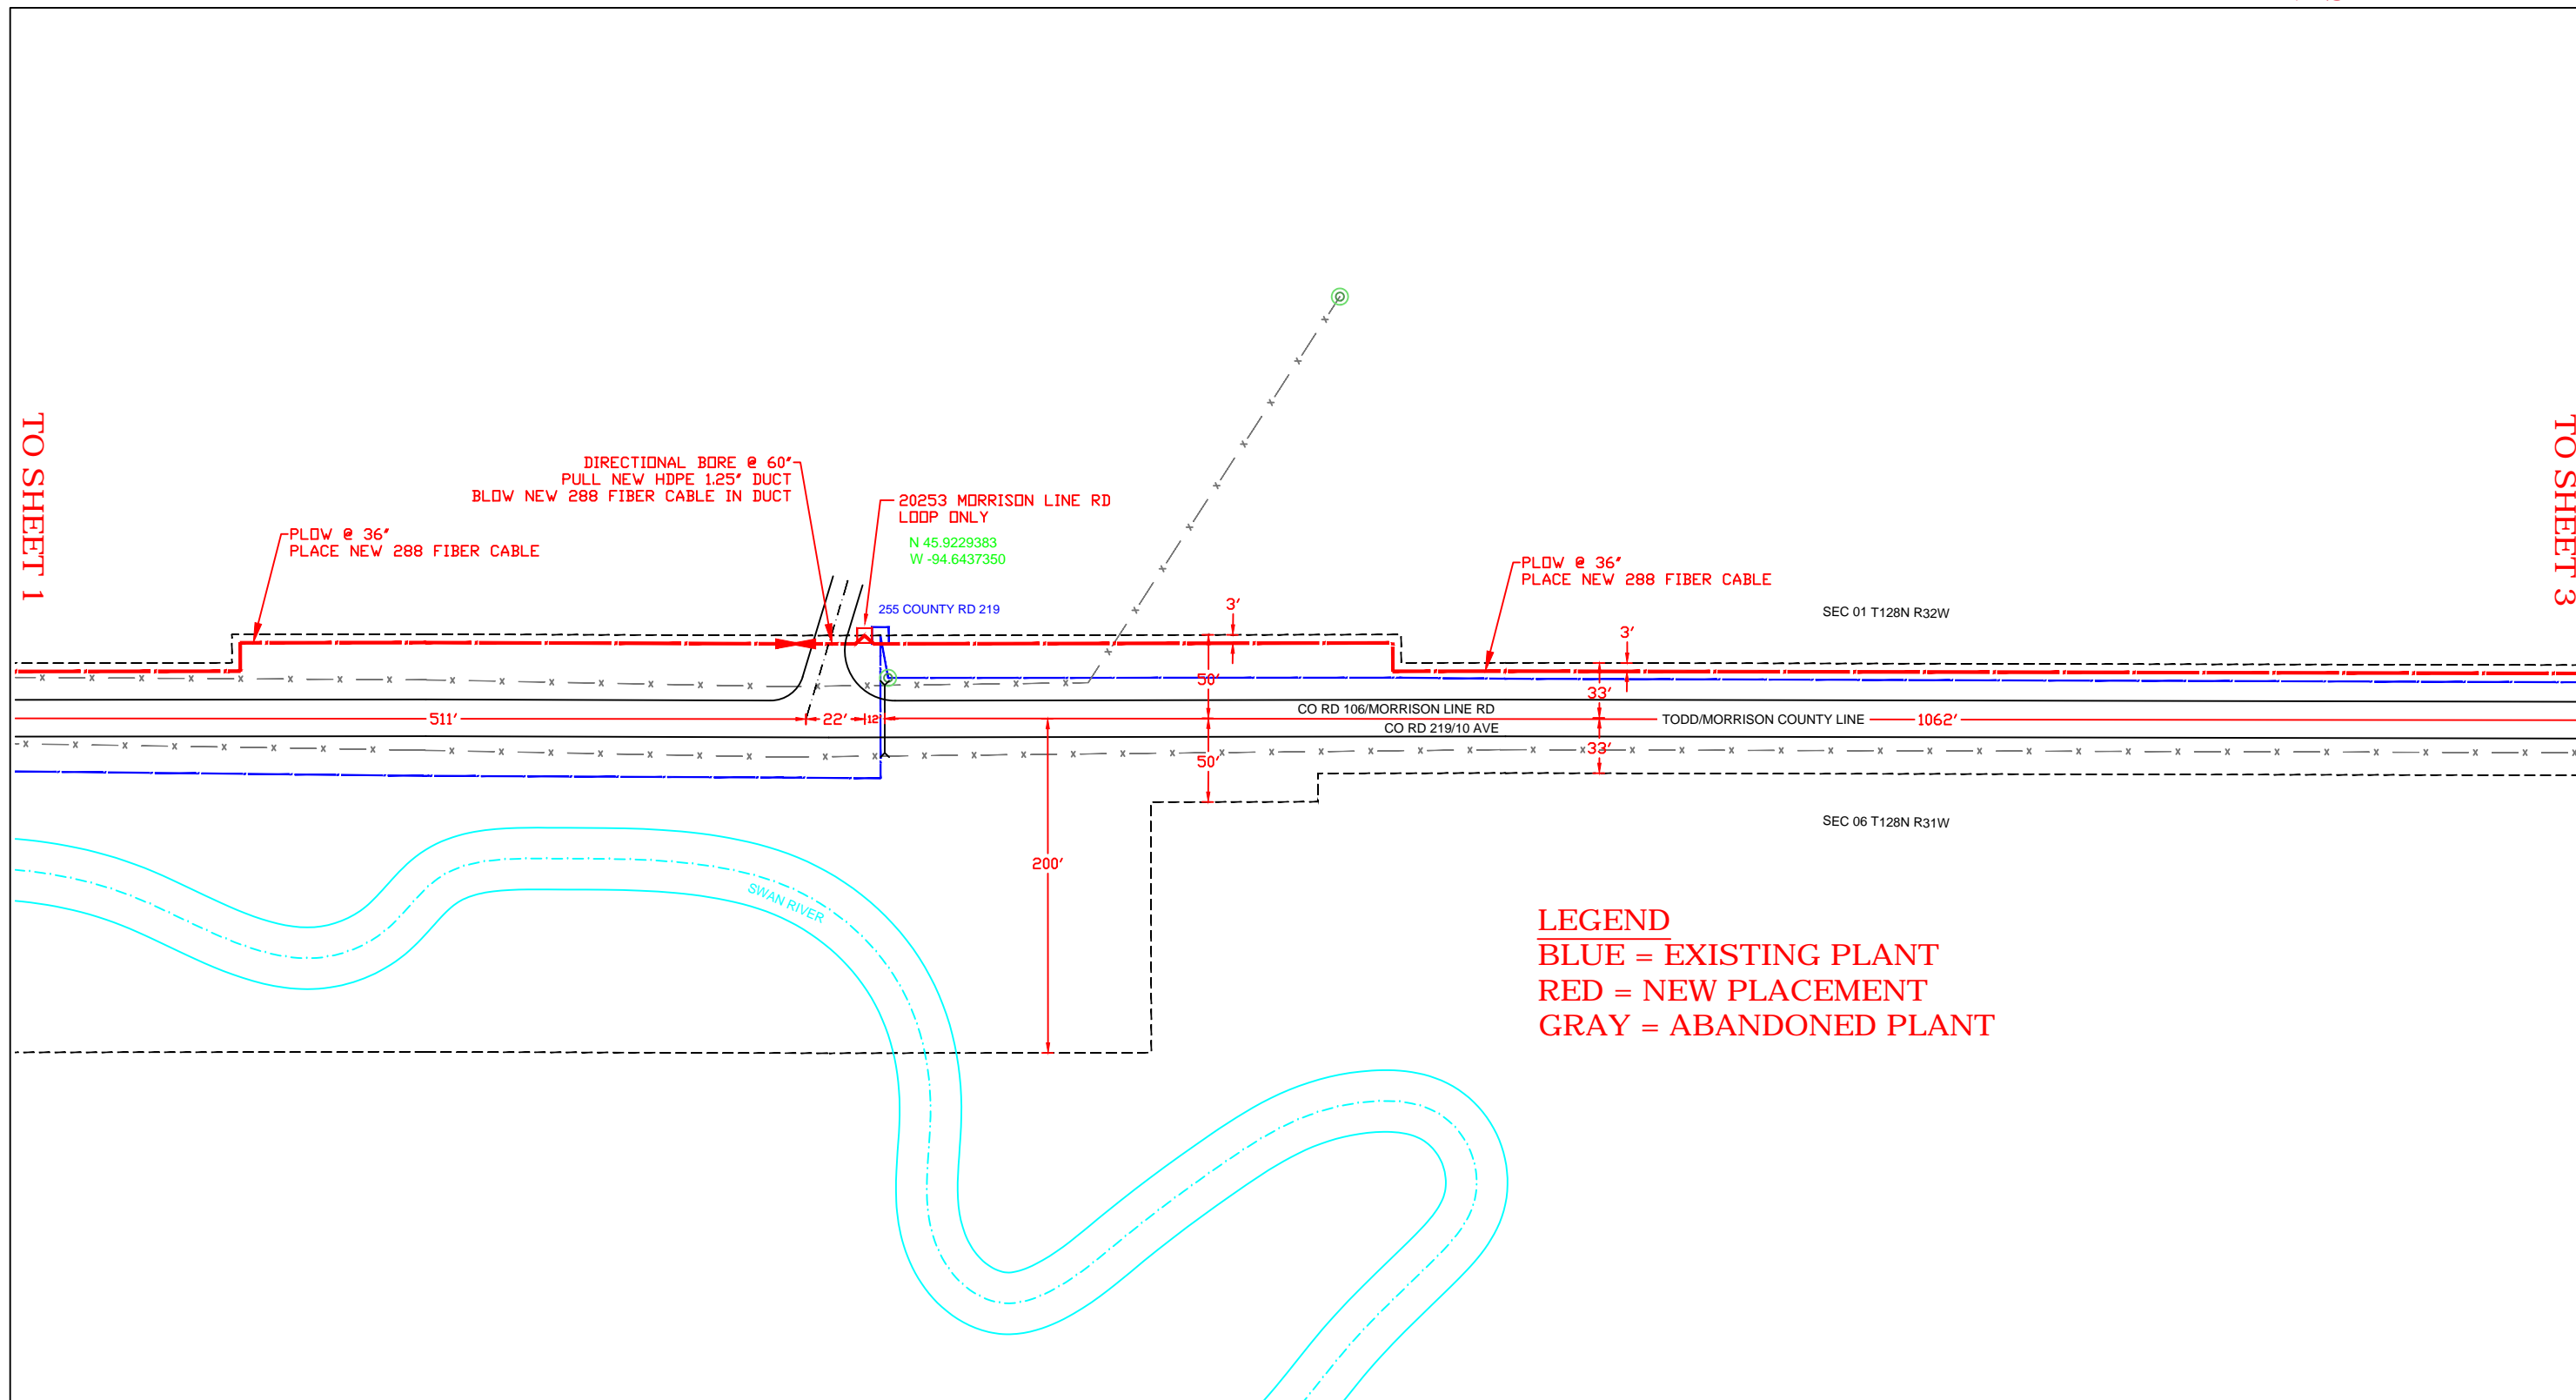 TO SHEET 1
TO SHEET 3
DIRECTIONAL BORE @ 60"
PULL NEW HDPE 1.25" DUCT
BLOW NEW 288 FIBER CABLE IN DUCT
20253 MORRISON LINE RD
LOOP ONLY
N 45.9229383
W -94.6437350
PLOW @ 36"
PLACE NEW 288 FIBER CABLE
PLOW @ 36"
PLACE NEW 288 FIBER CABLE
255 COUNTY RD 219
3'
SEC 01 T128N R32W
3'
50'
33'
511'
22'
12'
CO RD 106/MORRISON LINE RD
TODD/MORRISON COUNTY LINE
1062'
CO RD 219/10 AVE
33'
50'
SEC 06 T128N R31W
200'
SWAN RIVER
LEGEND
BLUE = EXISTING PLANT
RED = NEW PLACEMENT
GRAY = ABANDONED PLANT